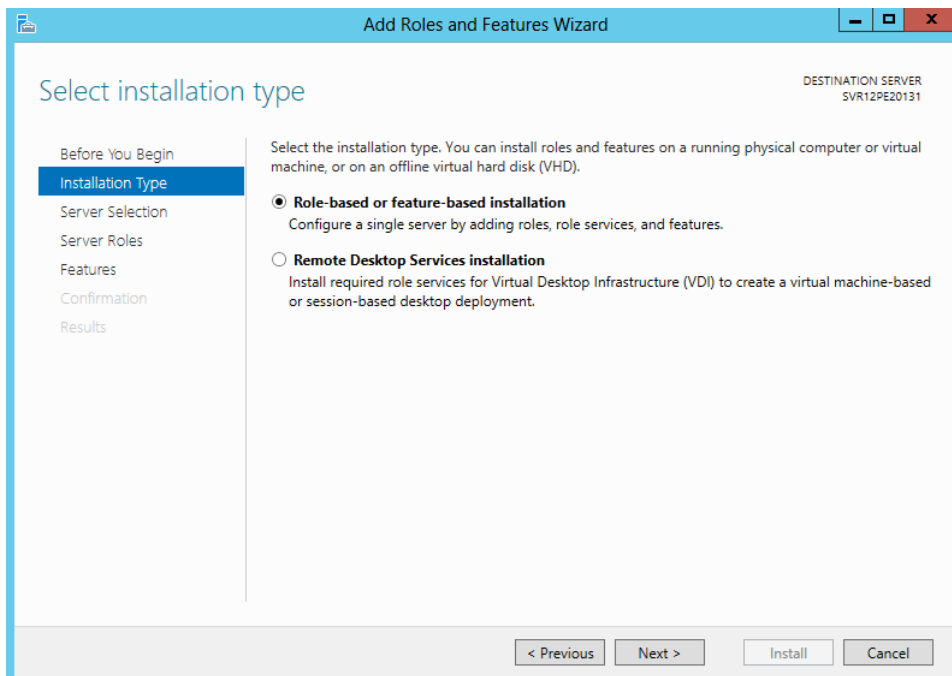 Add Roles and Features Wizard
Select installation type
DESTINATION SERVER
SVR12PE20131
Before You Begin
Installation Type
Server Selection
Server Roles
Features
Confirmation
Results
Select the installation type. You can install roles and features on a running physical computer or virtual
machine, or on an offline virtual hard disk (VHD).
Role-based or feature-based installation
Configure a single server by adding roles, role services, and features.
Remote Desktop Services installation
Install required role services for Virtual Desktop Infrastructure (VDI) to create a virtual machine-based
or session-based desktop deployment.
< Previous
Next >
Install
Cancel